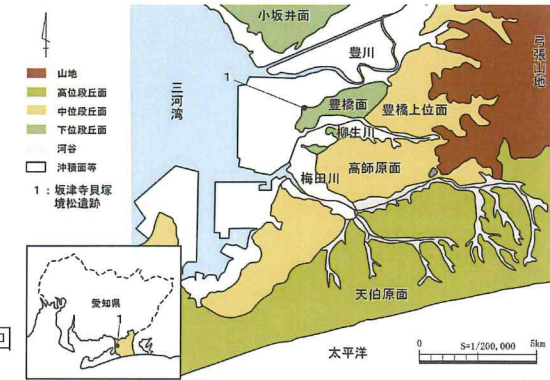 小坂井面
豊川
弓張山地
山地
高位段丘面
中位段丘面
下位段丘面
河谷
沖積面等
1：坂津寺貝塚
境松遺跡
三河湾
1
豊橋面
豊橋上位面
柳生川
梅田川
高師原面
天伯原面
愛知県
1
太平洋
0
S=1/200,000
5km
回